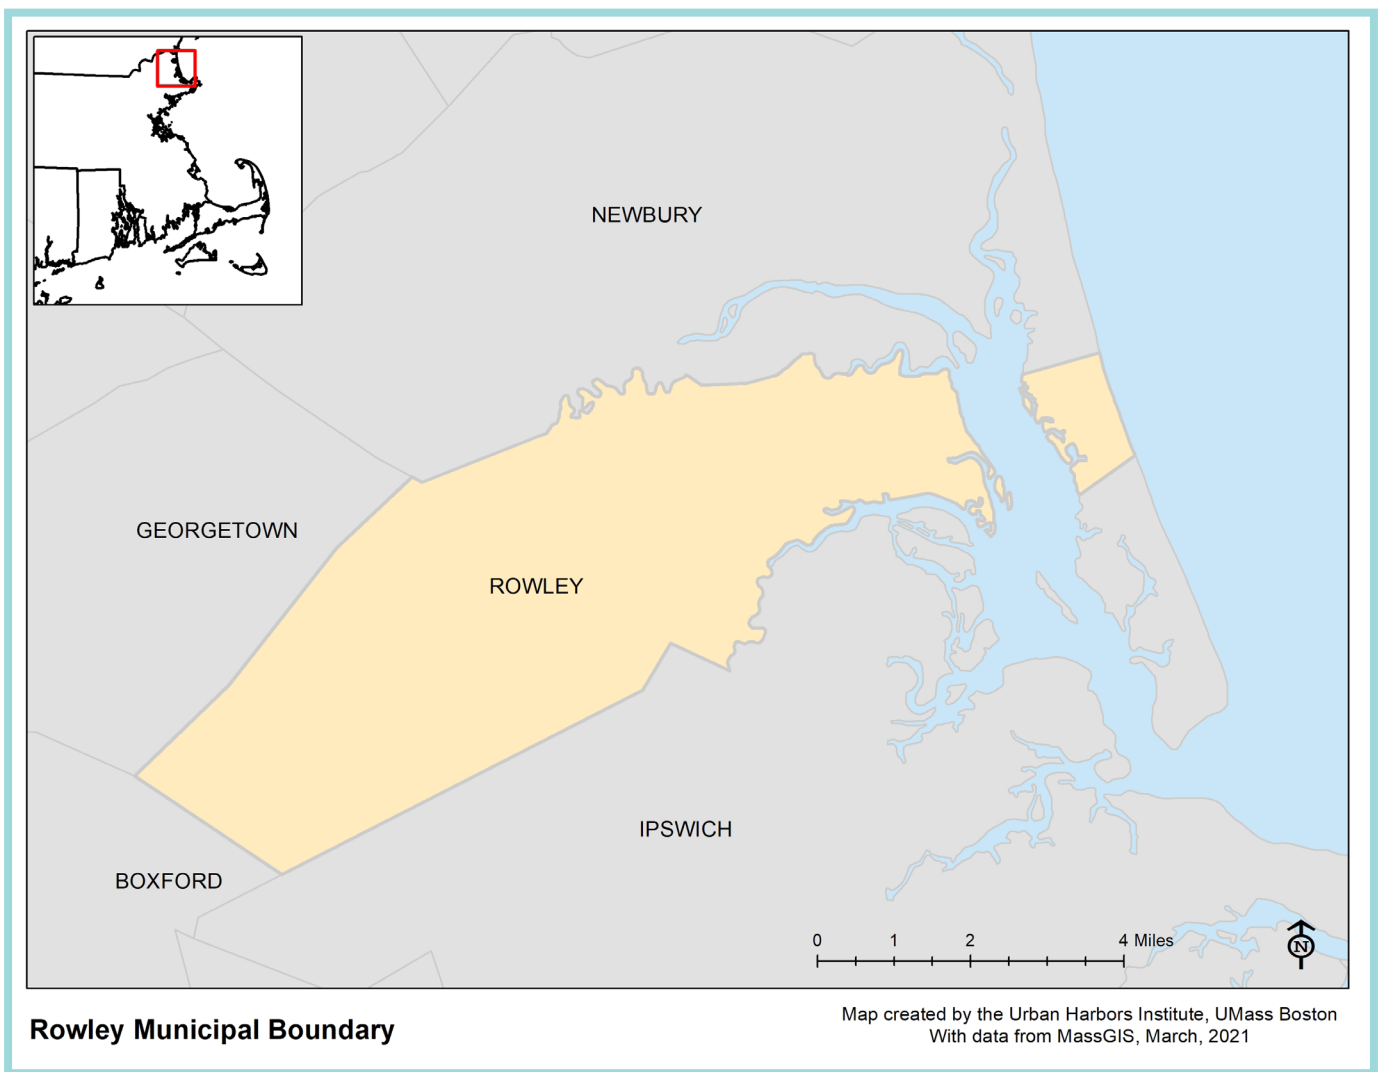 NEWBURY
GEORGETOWN
ROWLEY
IPSWICH
BOXFORD
0 1 2 4 Miles
N
Rowley Municipal Boundary
Map created by the Urban Harbors Institute, UMass Boston
With data from MassGIS, March, 2021